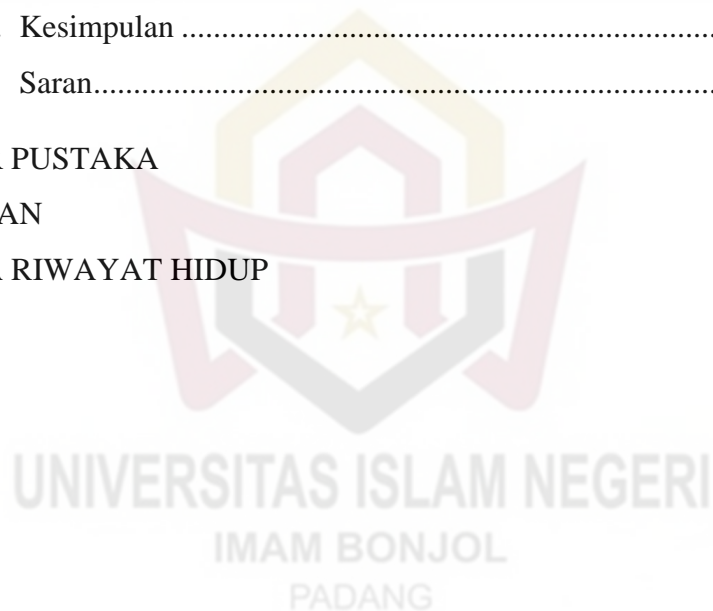 Kesimpulan ....................................................................
Saran...............................................................................
PUSTAKA
AN
RIWAYAT HIDUP
UNIVERSITAS ISLAM NEGERI
IMAM BONJOL
PADANG